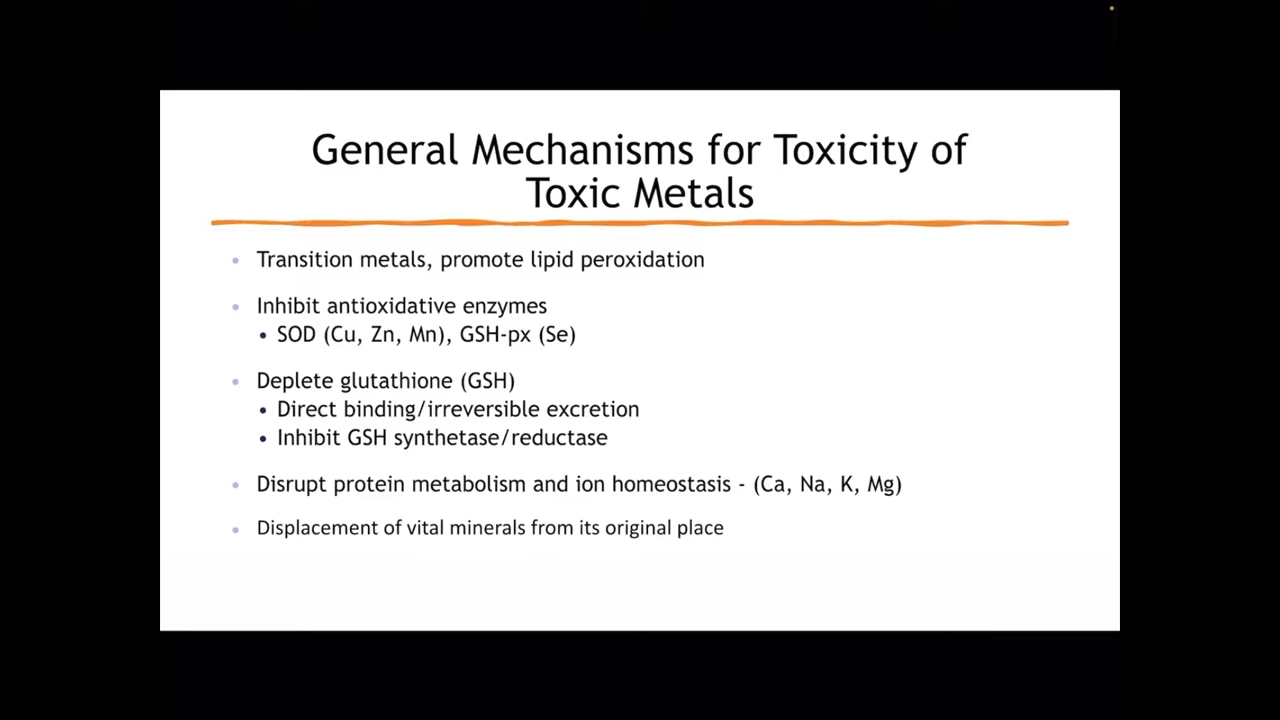 General Mechanisms for Toxicity of
Toxic Metals
• Transition metals, promote lipid peroxidation
• Inhibit antioxidative enzymes
• SOD (Cu, Zn, Mn), GSH-px (Se)
• Deplete glutathione (GSH)
• Direct binding/irreversible excretion
• Inhibit GSH synthetase/reductase
• Disrupt protein metabolism and ion homeostasis - (Ca, Na, K, Mg)
• Displacement of vital minerals from its original place